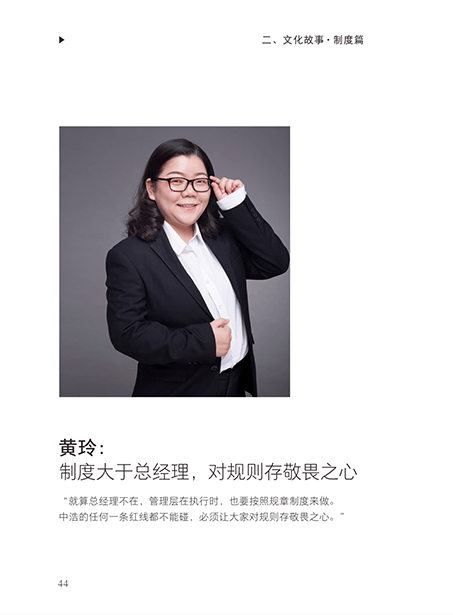 二、文化故事·制度篇
黄玲：
制度大于总经理，对规则存敬畏之心
“就算总经理不在，管理层在执行时，也要按照规章制度来做。
中浩的任何一条红线都不能碰，必须让大家对规则存敬畏之心。”
44